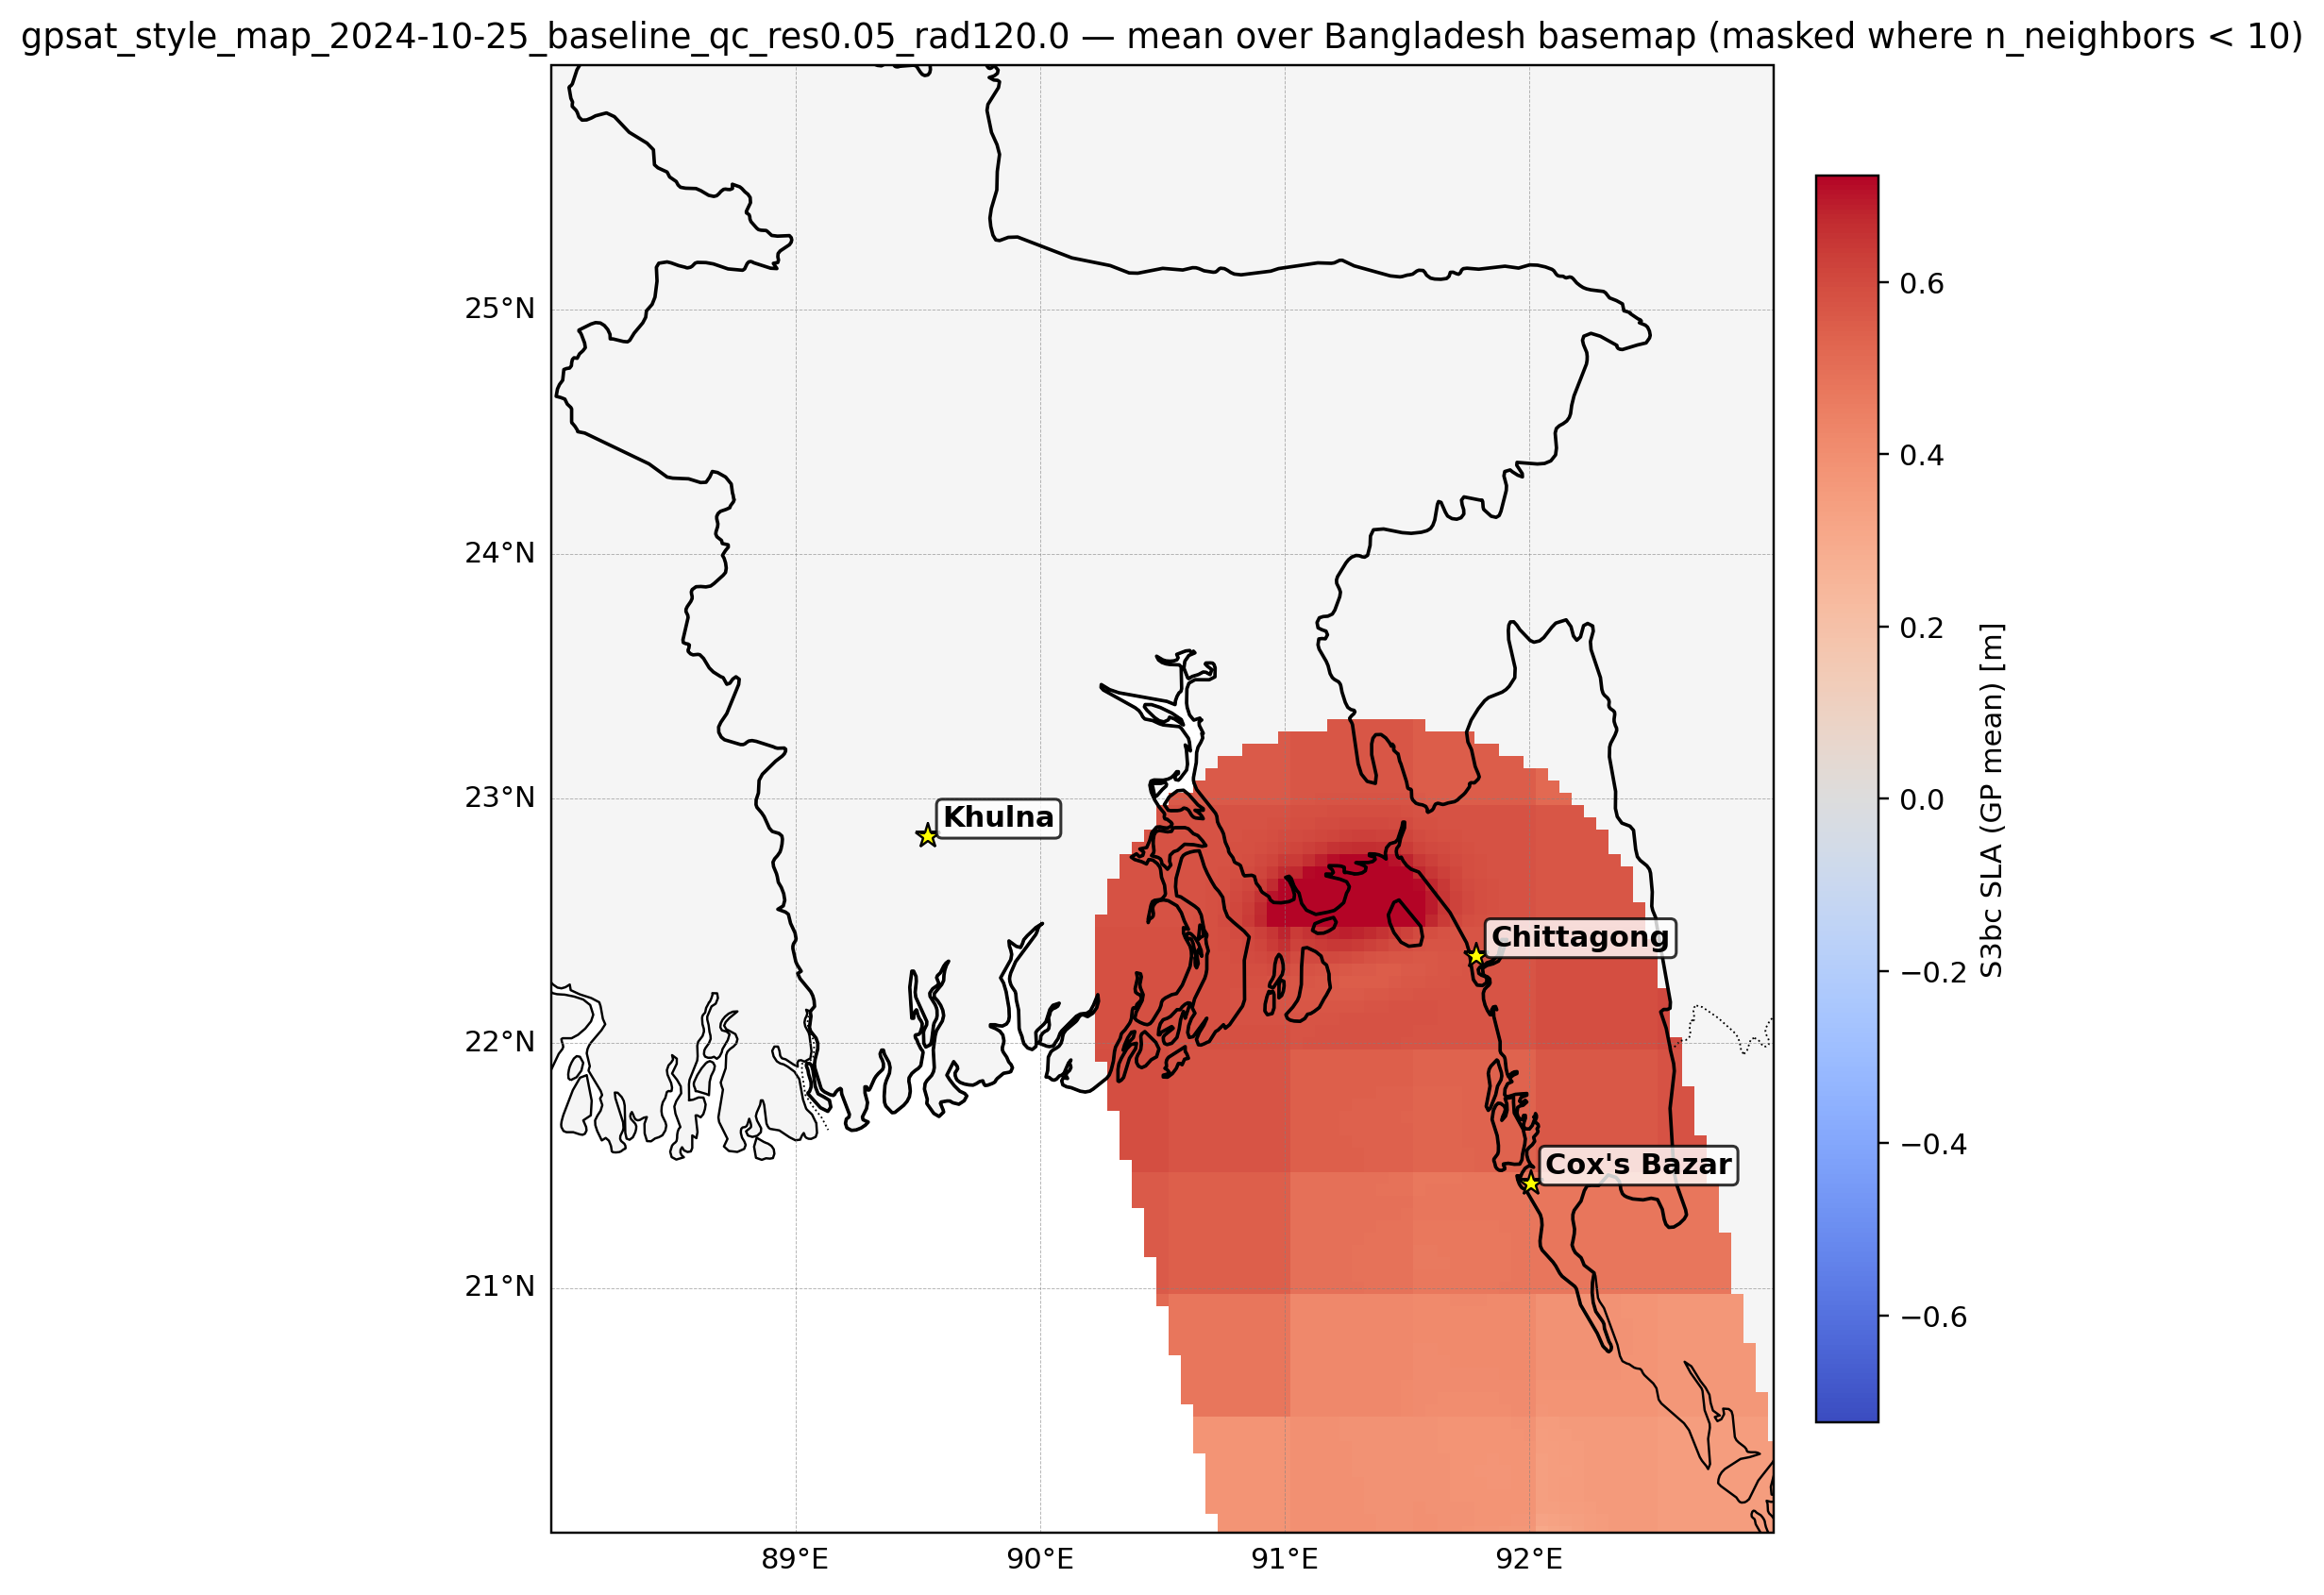 gpsat_style_map_2024-10-25_baseline_qc_res0.05_rad120.0 — mean over Bangladesh basemap (masked where n_neighbors < 10)
25°N
24°N
23°N
22°N
21°N
Khulna
Chittagong
Cox's Bazar
89°E
90°E
91°E
92°E
0.6
0.4
0.2
0.0
−0.2
−0.4
−0.6
S3bc SLA (GP mean) [m]